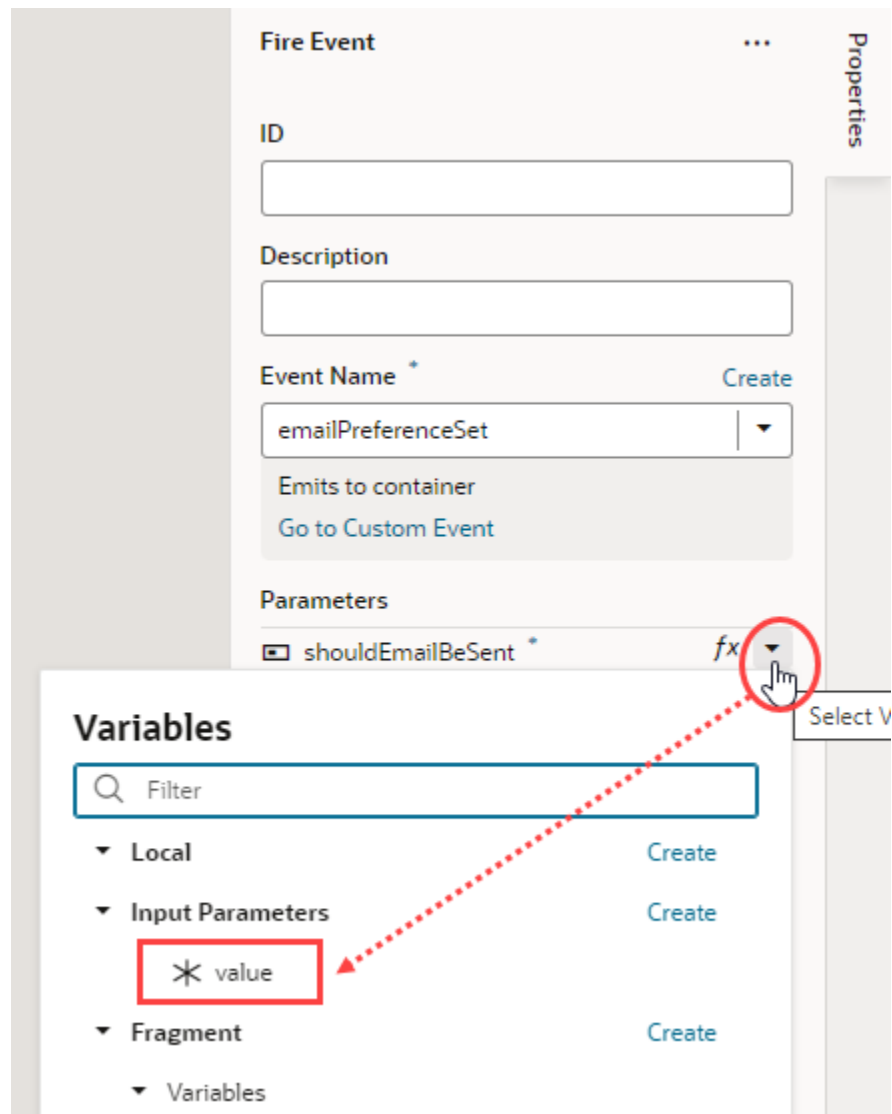 Fire Event
Properties
ID
Description
Event Name * Create
emailPreferenceSet
Emits to container
Go to Custom Event
Parameters
shouldEmailBeSent * fx
Select V
Variables
Filter
Local Create
Input Parameters Create
value
Fragment Create
Variables